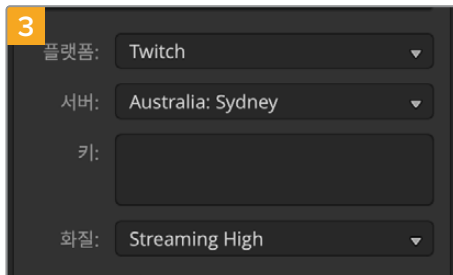 3
플랫폼: Twitch
서버: Australia: Sydney
키:
화질: Streaming High